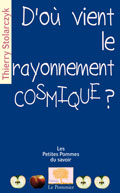 Thierry Stolarczyk
D'où vient
le
rayonnement
COSMIQUE ?
Les
Petites Pommes
du savoir
Le Pommier